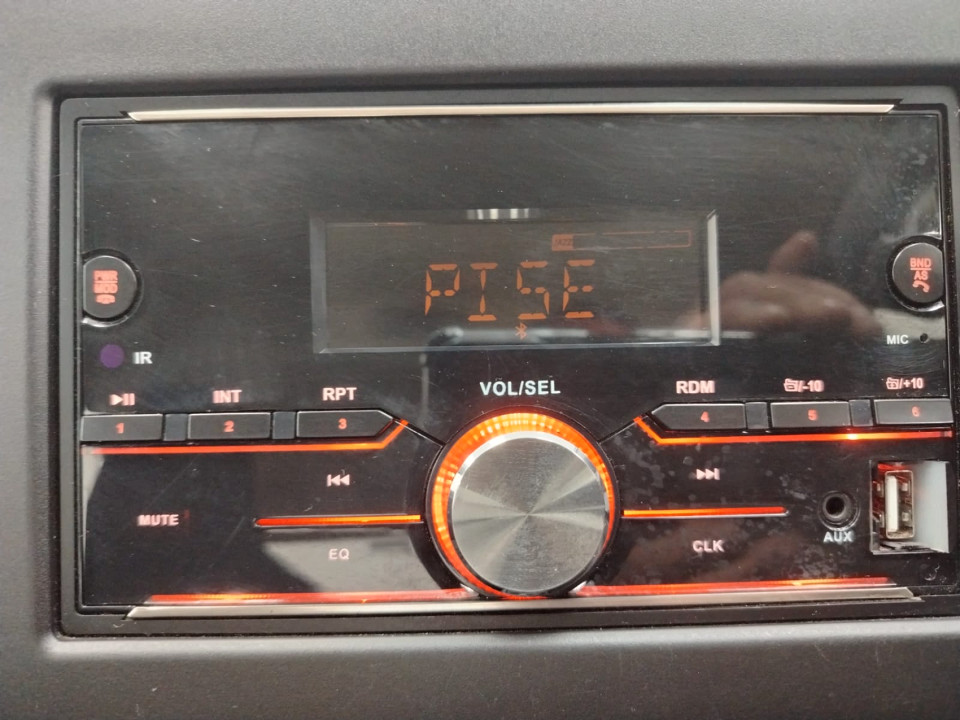 PISE
PWR
MOD
BND
AS
MIC
IR
INT
RPT
VOL/SEL
RDM
/-10
/+10
1
2
3
4
5
6
MUTE
EQ
CLK
AUX